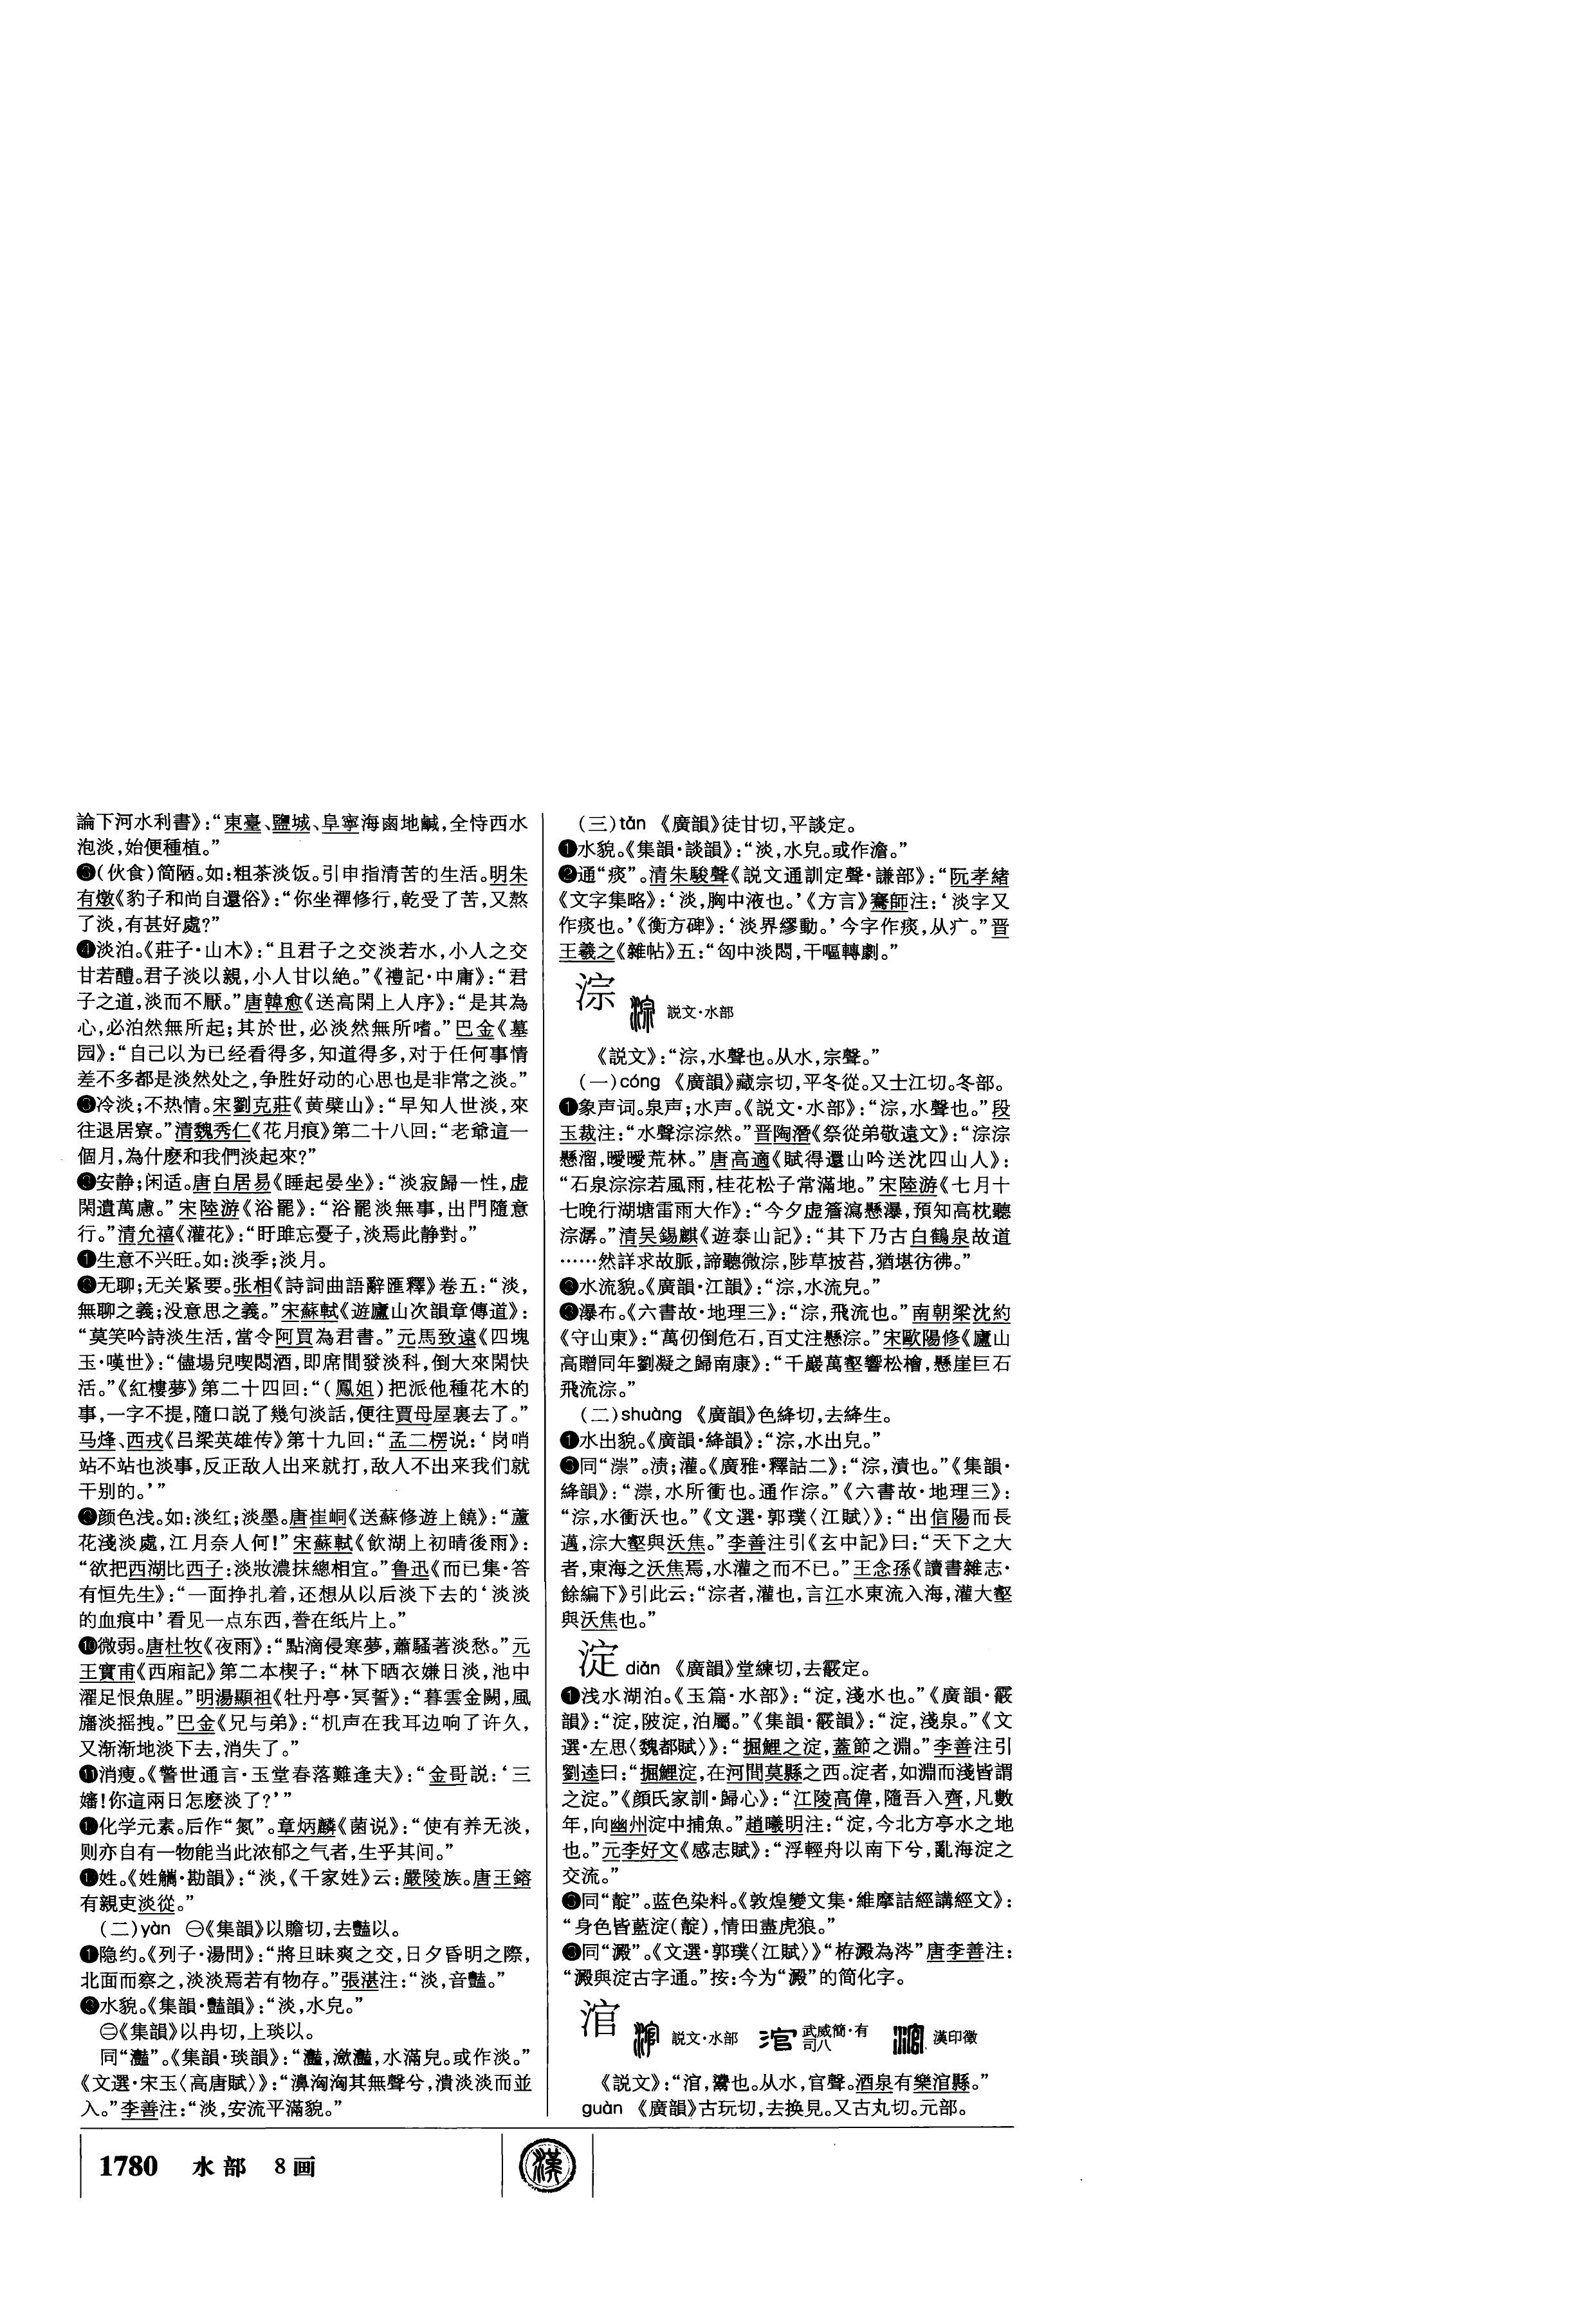 論下河水利書》：“東臺、鹽城、阜寧海鹵地鹹，全恃西水
泡淡，始便種植。”
❸（伙食）简陋。如：粗茶淡饭。引申指清苦的生活。明朱
有燉《豹子和尚自還俗》：“你坐禪修行，乾受了苦，又熬
了淡，有甚好處？”
❹淡泊。《莊子·山木》：“且君子之交淡若水，小人之交
甘若醴。君子淡以親，小人甘以絶。”《禮記·中庸》：“君
子之道，淡而不厭。”唐韓愈《送高閑上人序》：“是其為
心，必泊然無所起；其於世，必淡然無所嗜。”巴金《墓
园》：“自己以为已经看得多，知道得多，对于任何事情
差不多都是淡然处之，争胜好动的心思也是非常之淡。”
❺冷淡；不热情。宋劉克莊《黄檗山》：“早知人世淡，來
往退居寮。”清魏秀仁《花月痕》第二十八回：“老爺這一
個月，為什麽和我們淡起來？”
安静；闲适。唐白居易《睡起晏坐》：“淡寂歸一性，虚
閑遺萬慮。”宋陸游《浴罷》：“浴罷淡無事，出門隨意
行。”清允禧《灌花》：“盱雎忘憂子，淡焉此静對。”
生意不兴旺。如：淡季；淡月。
无聊；无关紧要。张相《詩詞曲語辭匯釋》卷五：“淡，
無聊之義；没意思之義。”宋蘇軾《遊廬山次韻章傳道》：
“莫笑吟詩淡生活，當令阿買為君書。”元馬致遠《四塊
玉·嘆世》：“儘場兒喫悶酒，即席間發淡科，倒大來閑快
活。”《紅樓夢》第二十四回：“（鳳姐）把派他種花木的
事，一字不提，隨口説了幾句淡話，便往賈母屋裏去了。”
马烽、西戎《吕梁英雄传》第十九回：“孟二楞说：‘岗哨
站不站也淡事，反正敌人出来就打，敌人不出来我们就
干别的。’”
颜色浅。如：淡红；淡墨。唐崔峒《送蘇修遊上饒》：“蘆
花淺淡處，江月奈人何！”宋蘇軾《飲湖上初晴後雨》：
“欲把西湖比西子：淡妝濃抹總相宜。”鲁迅《而已集·答
有恒先生》：“一面挣扎着，还想从以后淡下去的‘淡淡
的血痕中’看见一点东西，誊在纸片上。”
❿微弱。唐杜牧《夜雨》：“點滴侵寒夢，蕭騷著淡愁。”元
王實甫《西廂記》第二本楔子：“林下晒衣嫌日淡，池中
濯足恨魚腥。”明湯顯祖《牡丹亭·冥誓》：“暮雲金闕，風
旛淡摇拽。”巴金《兄与弟》：“机声在我耳边响了许久，
又渐渐地淡下去，消失了。”
⓫消瘦。《警世通言·玉堂春落難逢夫》：“金哥説：‘三
嬸！你這兩日怎麽淡了？’”
化学元素。后作“氮”。章炳麟《菌说》：“使有养无淡，
则亦自有一物能当此浓郁之气者，生乎其间。”
姓。《姓觿·勘韻》：“淡，《千家姓》云：嚴陵族。唐王鎔
有親吏淡從。”
（二）yàn ㊀《集韻》以贍切，去豔以。
❶隐约。《列子·湯問》：“將旦昧爽之交，日夕昏明之際，
北面而察之，淡淡焉若有物存。”張湛注：“淡，音豔。”
水貌。《集韻·豔韻》：“淡，水皃。”
㊁《集韻》以冉切，上琰以。
同“灩”。《集韻·琰韻》：“灩，瀲灩，水滿皃。或作淡。”
《文選·宋玉〈高唐賦〉》：“濞洶洶其無聲兮，潰淡淡而並
入。”李善注：“淡，安流平滿貌。”
（三）tán 《廣韻》徒甘切，平談定。
❶水貌。《集韻·談韻》：“淡，水皃。或作澹。”
❷通“痰”。清朱駿聲《説文通訓定聲·謙部》：“阮孝緒
《文字集略》：‘淡，胸中液也。’《方言》騫師注：‘淡字又
作痰也。’《衡方碑》：‘淡界繆動。’今字作痰，从疒。”晋
王羲之《雜帖》五：“匈中淡悶，干嘔轉劇。”
淙 説文·水部
《説文》：“淙，水聲也。从水，宗聲。”
（一）cóng 《廣韻》藏宗切，平冬從。又士江切。冬部。
❶象声词。泉声；水声。《説文·水部》：“淙，水聲也。”段
玉裁注：“水聲淙淙然。”晋陶潛《祭從弟敬遠文》：“淙淙
懸溜，曖曖荒林。”唐高適《賦得還山吟送沈四山人》：
“石泉淙淙若風雨，桂花松子常滿地。”宋陸游《七月十
七晚行湖塘雷雨大作》：“今夕虚簷瀉懸瀑，預知高枕聽
淙潺。”清吴錫麒《遊泰山記》：“其下乃古白鶴泉故道
……然詳求故脈，諦聽微淙，陟草披苔，猶堪彷彿。”
水流貌。《廣韻·江韻》：“淙，水流皃。”
瀑布。《六書故·地理三》：“淙，飛流也。”南朝梁沈約
《守山東》：“萬仞倒危石，百丈注懸淙。”宋歐陽修《廬山
高贈同年劉凝之歸南康》：“千巖萬壑響松檜，懸崖巨石
飛流淙。”
（二）shuàng 《廣韻》色絳切，去絳生。
❶水出貌。《廣韻·絳韻》：“淙，水出皃。”
同“漴”。渍；灌。《廣雅·釋詁二》：“淙，漬也。”《集韻·
絳韻》：“漴，水所衝也。通作淙。”《六書故·地理三》：
“淙，水衝沃也。”《文選·郭璞〈江賦〉》：“出信陽而長
邁，淙大壑與沃焦。”李善注引《玄中記》曰：“天下之大
者，東海之沃焦焉，水灌之而不已。”王念孫《讀書雜志·
餘編下》引此云：“淙者，灌也，言江水東流入海，灌大壑
與沃焦也。”
淀 diàn 《廣韻》堂練切，去霰定。
❶浅水湖泊。《玉篇·水部》：“淀，淺水也。”《廣韻·霰
韻》：“淀，陂淀，泊屬。”《集韻·霰韻》：“淀，淺泉。”《文
選·左思〈魏都賦〉》：“掘鯉之淀，蓋節之淵。”李善注引
劉逵曰：“掘鯉淀，在河間莫縣之西。淀者，如淵而淺皆謂
之淀。”《顔氏家訓·歸心》：“江陵高偉，隨吾入齊，凡數
年，向幽州淀中捕魚。”趙曦明注：“淀，今北方亭水之地
也。”元李好文《感志賦》：“浮輕舟以南下兮，亂海淀之
交流。”
同“靛”。蓝色染料。《敦煌變文集·維摩詰經講經文》：
“身色皆藍淀（靛），情田盡虎狼。”
❸同“澱”。《文選·郭璞〈江賦〉》“栫澱為涔”唐李善注：
“澱與淀古字通。”按：今为“澱”的简化字。
涫 説文·水部 武威簡·有司八 漢印徵
《説文》：“涫，灊也。从水，官聲。酒泉有樂涫縣。”
guàn 《廣韻》古玩切，去换見。又古丸切。元部。
1780 水部 8画 漢